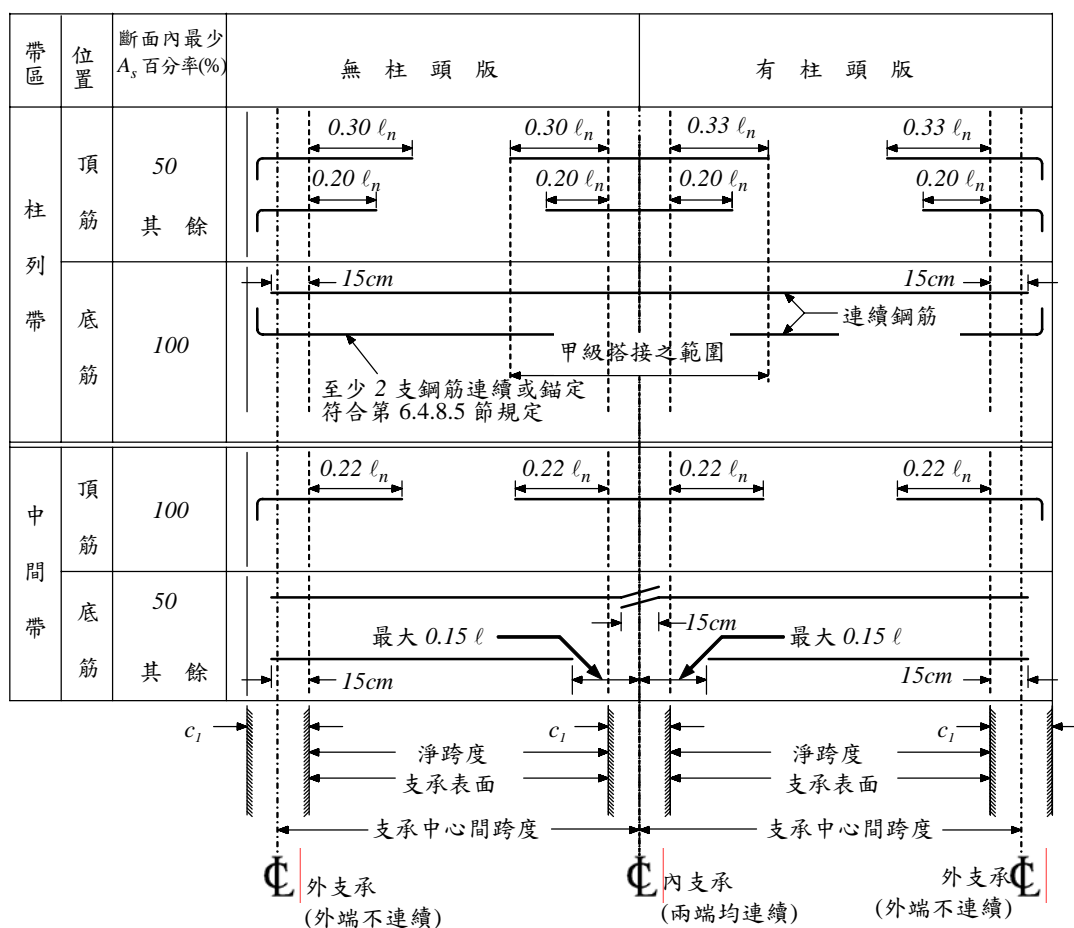 帶區
位置
斷面內最少
A_s 百分率(%)
無 柱 頭 版
有 柱 頭 版
柱列帶
頂筋
50
其 餘
0.30 ℓn
0.30 ℓn
0.33 ℓn
0.33 ℓn
0.20 ℓn
0.20 ℓn
0.20 ℓn
0.20 ℓn
底筋
100
15cm
15cm
連續鋼筋
甲級搭接之範圍
至少 2 支鋼筋連續或錨定
符合第 6.4.8.5 節規定
中間帶
頂筋
100
0.22 ℓn
0.22 ℓn
0.22 ℓn
0.22 ℓn
底筋
50
其 餘
15cm
最大 0.15 ℓ
最大 0.15 ℓ
15cm
15cm
c1
c1
c1
淨跨度
淨跨度
支承表面
支承表面
支承中心間跨度
支承中心間跨度
℄
℄
℄
外支承
(外端不連續)
內支承
(兩端均連續)
外支承
(外端不連續)